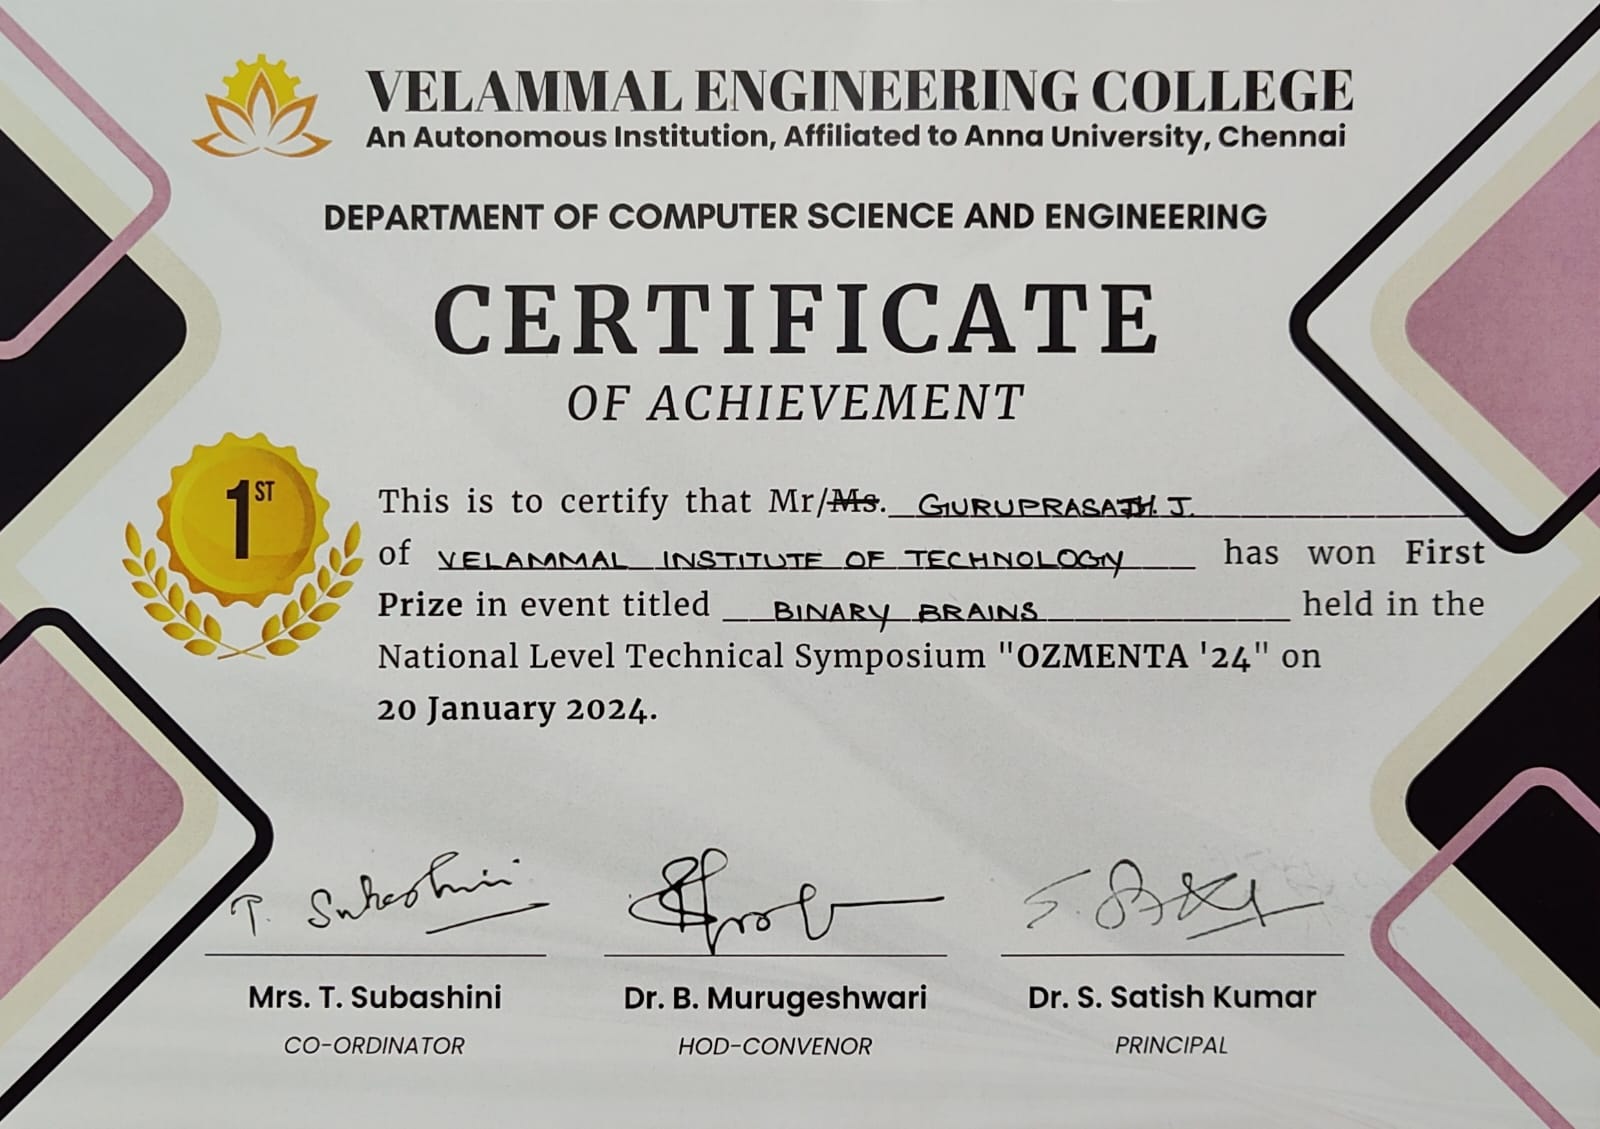 VELAMMAL ENGINEERING COLLEGE
An Autonomous Institution, Affiliated to Anna University, Chennai
DEPARTMENT OF COMPUTER SCIENCE AND ENGINEERING
CERTIFICATE
OF ACHIEVEMENT
1ST
This is to certify that Mr/Ms. GURUPRASATH. J.
of VELAMMAL INSTITUTE OF TECHNOLOGY has won First
Prize in event titled BINARY BRAINS held in the
National Level Technical Symposium "OZMENTA '24" on
20 January 2024.
T. Subashini
Mrs. T. Subashini Dr. B. Murugeshwari Dr. S. Satish Kumar
CO-ORDINATOR HOD-CONVENOR PRINCIPAL